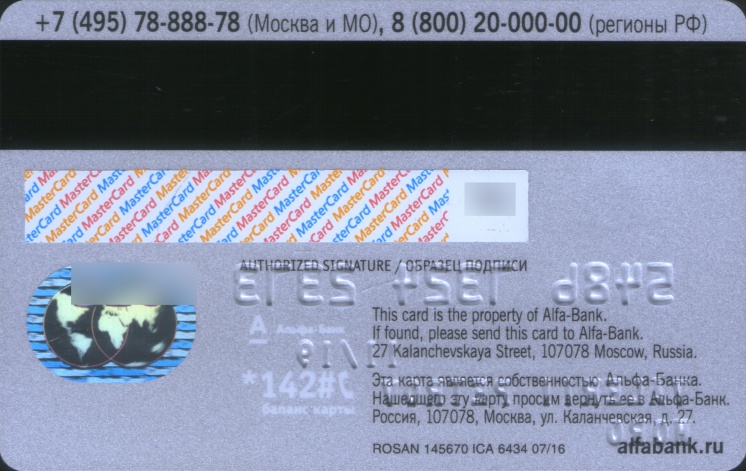 +7 (495) 78-888-78 (Москва и МО), 8 (800) 20-000-00 (регионы РФ)
MasterCard MasterCard MasterCard
AUTHORIZED SIGNATURE / ОБРАЗЕЦ ПОДПИСИ
This card is the property of Alfa-Bank.
If found, please send this card to Alfa-Bank.
27 Kalanchevskaya Street, 107078 Moscow, Russia.
А Альфа-Банк
*142#
баланс карты
Эта карта является собственностью Альфа-Банка.
Нашедшего эту карту просим вернуть ее в Альфа-Банк.
Россия, 107078, Москва, ул. Каланчевская, д. 27.
ROSAN 145670 ICA 6434 07/16
alfabank.ru